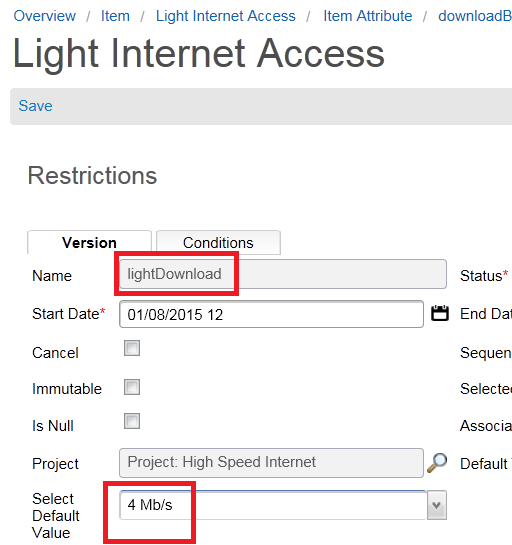 Overview / Item / Light Internet Access / Item Attribute / downloadB
Light Internet Access
Save
Restrictions
Version Conditions
Name lightDownload Status*
Start Date* 01/08/2015 12 End Dat
Cancel Sequen
Immutable Selecte
Is Null Associa
Project Project: High Speed Internet Default
Select
Default
Value
4 Mb/s